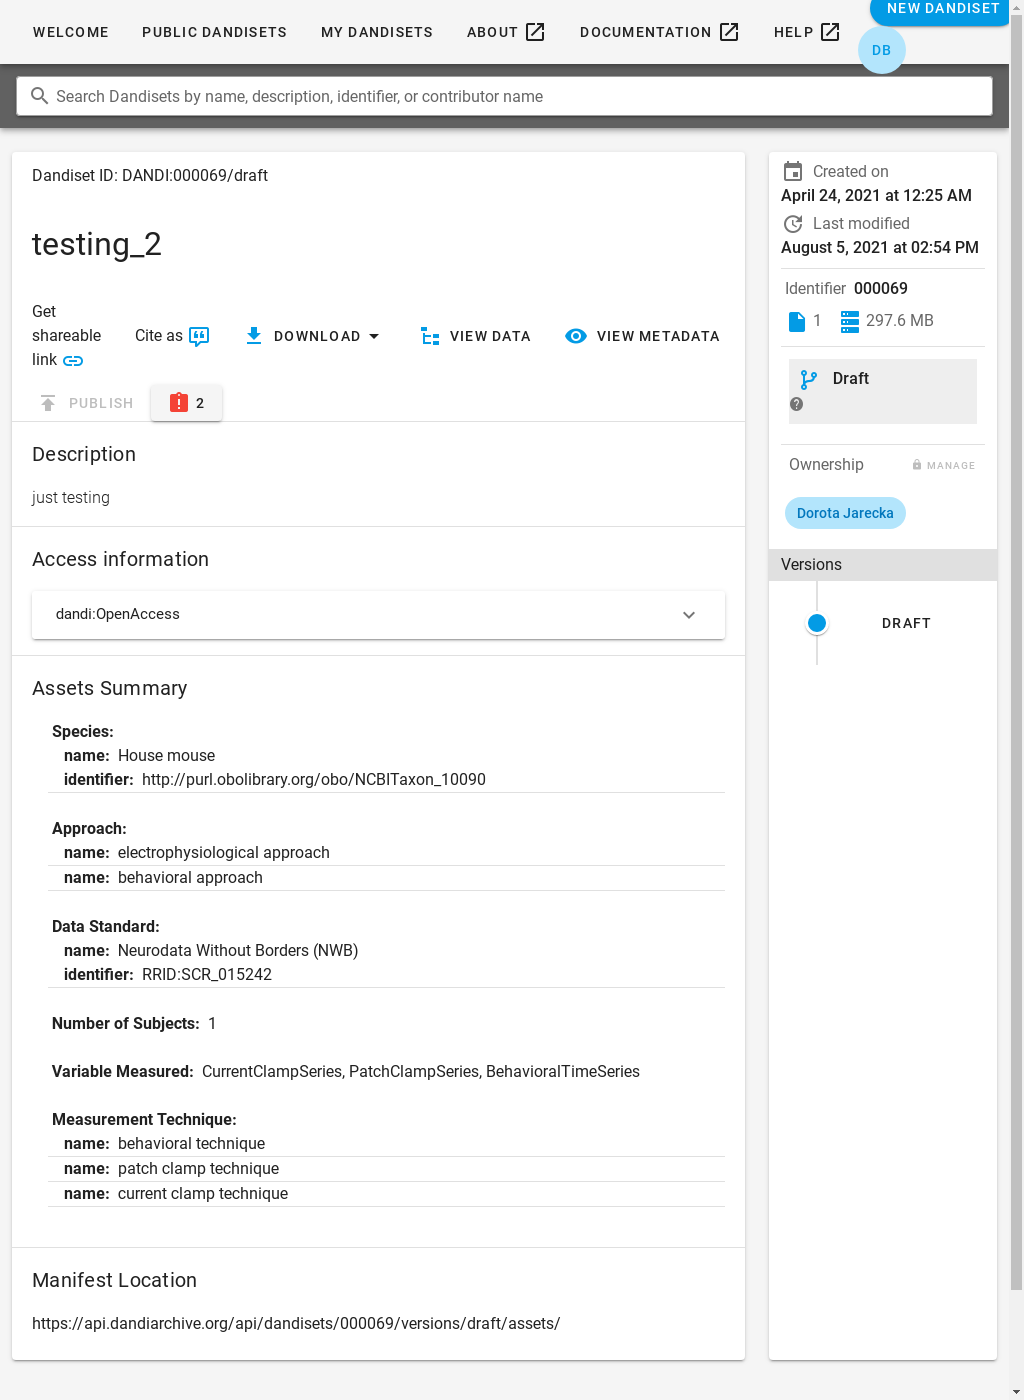 WELCOME PUBLIC DANDISETS MY DANDISETS ABOUT DOCUMENTATION HELP NEW DANDISET
DB
Search Dandisets by name, description, identifier, or contributor name
Dandiset ID: DANDI:000069/draft
testing_2
Get shareable link
Cite as
DOWNLOAD
VIEW DATA
VIEW METADATA
PUBLISH
2
Description
just testing
Access information
dandi:OpenAccess
Assets Summary
Species:
name: House mouse
identifier: http://purl.obolibrary.org/obo/NCBITaxon_10090
Approach:
name: electrophysiological approach
name: behavioral approach
Data Standard:
name: Neurodata Without Borders (NWB)
identifier: RRID:SCR_015242
Number of Subjects: 1
Variable Measured: CurrentClampSeries, PatchClampSeries, BehavioralTimeSeries
Measurement Technique:
name: behavioral technique
name: patch clamp technique
name: current clamp technique
Manifest Location
https://api.dandiarchive.org/api/dandisets/000069/versions/draft/assets/
Created on
April 24, 2021 at 12:25 AM
Last modified
August 5, 2021 at 02:54 PM
Identifier 000069
1 297.6 MB
Draft
Ownership MANAGE
Dorota Jarecka
Versions
DRAFT